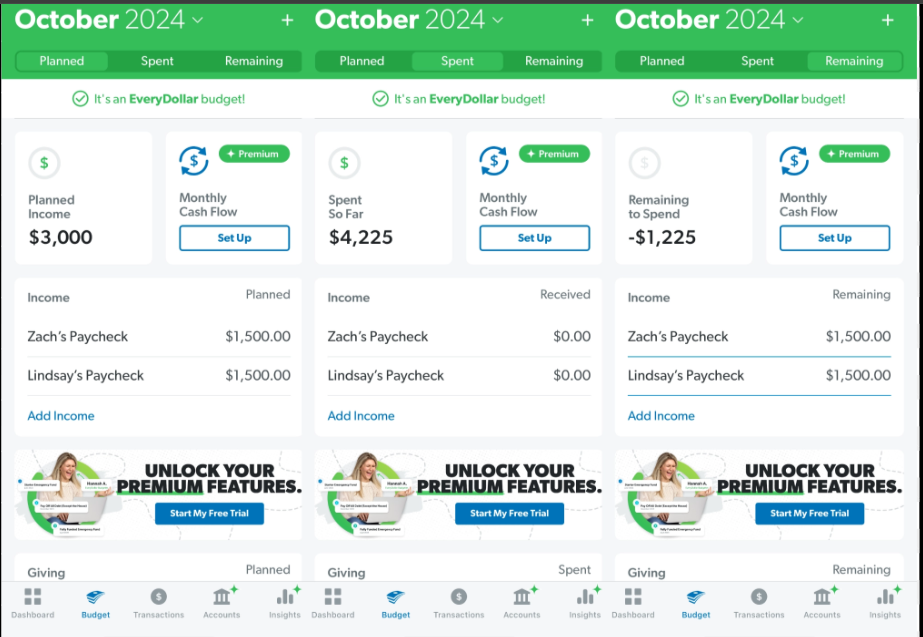 October 2024
+
Planned Spent Remaining
It's an EveryDollar budget!
$
Planned
Income
$3,000
$
+ Premium
Monthly
Cash Flow
Set Up
Income Planned
Zach's Paycheck $1,500.00
Lindsay's Paycheck $1,500.00
Add Income
Hannah A.
UNLOCK YOUR
PREMIUM FEATURES.
Start My Free Trial
Giving Planned
Dashboard Budget Transactions Accounts Insights
October 2024
+
Planned Spent Remaining
It's an EveryDollar budget!
$
Spent
So Far
$4,225
$
+ Premium
Monthly
Cash Flow
Set Up
Income Received
Zach's Paycheck $0.00
Lindsay's Paycheck $0.00
Add Income
Hannah A.
UNLOCK YOUR
PREMIUM FEATURES.
Start My Free Trial
Giving Spent
Dashboard Budget Transactions Accounts Insights
October 2024
+
Planned Spent Remaining
It's an EveryDollar budget!
$
Remaining
to Spend
-$1,225
$
+ Premium
Monthly
Cash Flow
Set Up
Income Remaining
Zach's Paycheck $1,500.00
Lindsay's Paycheck $1,500.00
Add Income
Hannah A.
UNLOCK YOUR
PREMIUM FEATURES.
Start My Free Trial
Giving Remaining
Dashboard Budget Transactions Accounts Insights